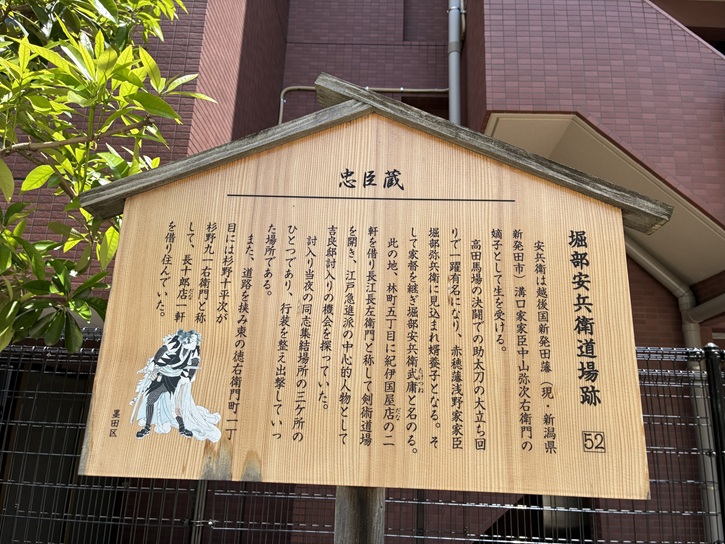 忠臣蔵
堀部安兵衛道場跡
52
安兵衛は越後国新発田藩（現・新潟県
新発田市）溝口家家臣中山弥次右衛門の
嫡子として生を受ける。
高田馬場の決闘での助太刀の大立ち回
りで一躍有名になり、赤穂藩浅野家家臣
堀部弥兵衛に見込まれ婿養子となる。そ
して家督を継ぎ堀部安兵衛武庸と名のる。
たけつね
此の地、林町五丁目に紀伊国屋店の二
だな
軒を借り長江長左衛門と称して剣術道場
を開き、江戸急進派の中心的人物として
吉良邸討入りの機会を探っていた。
討入り当夜の同志集結場所の三ケ所の
ひとつであり、行装を整え出撃していっ
た場所である。
また、道路を挟み東の徳右衛門町一丁
目には杉野十平次が
杉野九一右衛門と称
して、長十郎店一軒
だな
を借り住んでいた。
墨田区